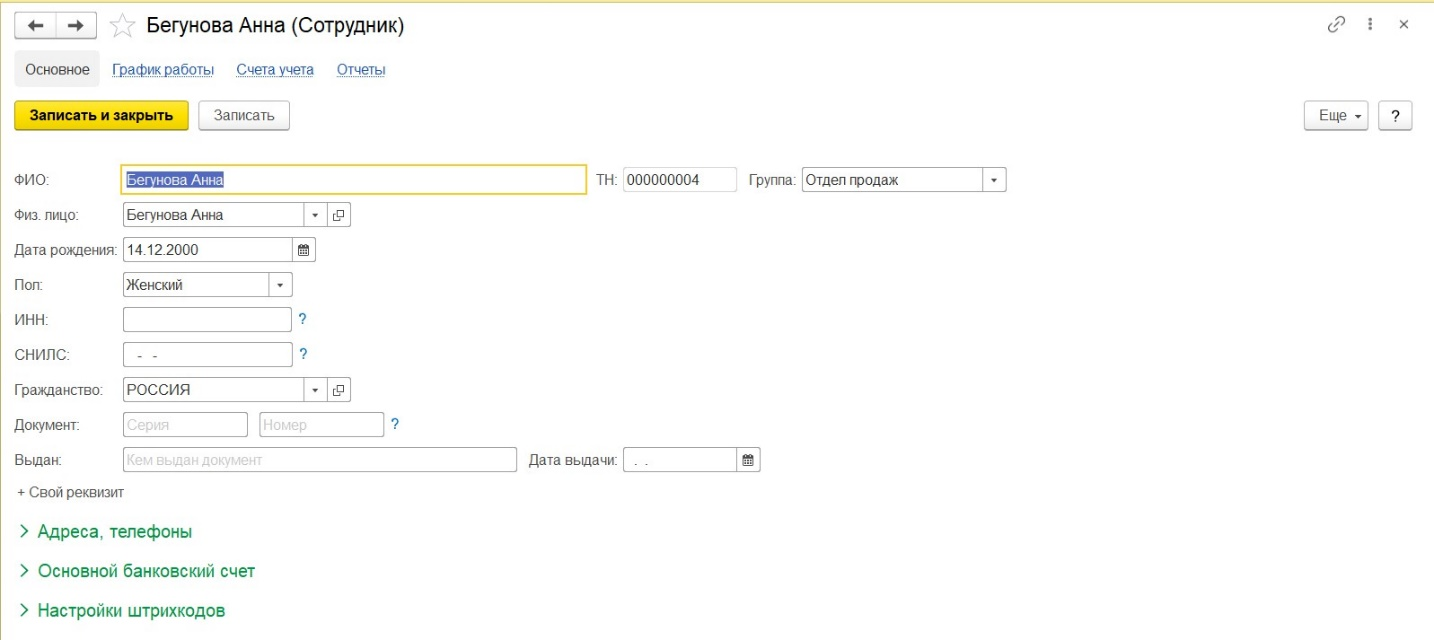 Бегунова Анна (Сотрудник)
Основное График работы Счета учета Отчеты
Записать и закрыть Записать Еще ?
ФИО: Бегунова Анна ТН: 000000004 Группа: Отдел продаж
Физ. лицо: Бегунова Анна
Дата рождения: 14.12.2000
Пол: Женский
ИНН: ?
СНИЛС: - - ?
Гражданство: РОССИЯ
Документ: Серия Номер ?
Выдан: Кем выдан документ Дата выдачи: . .
+ Свой реквизит
Адреса, телефоны
Основной банковский счет
Настройки штрихкодов